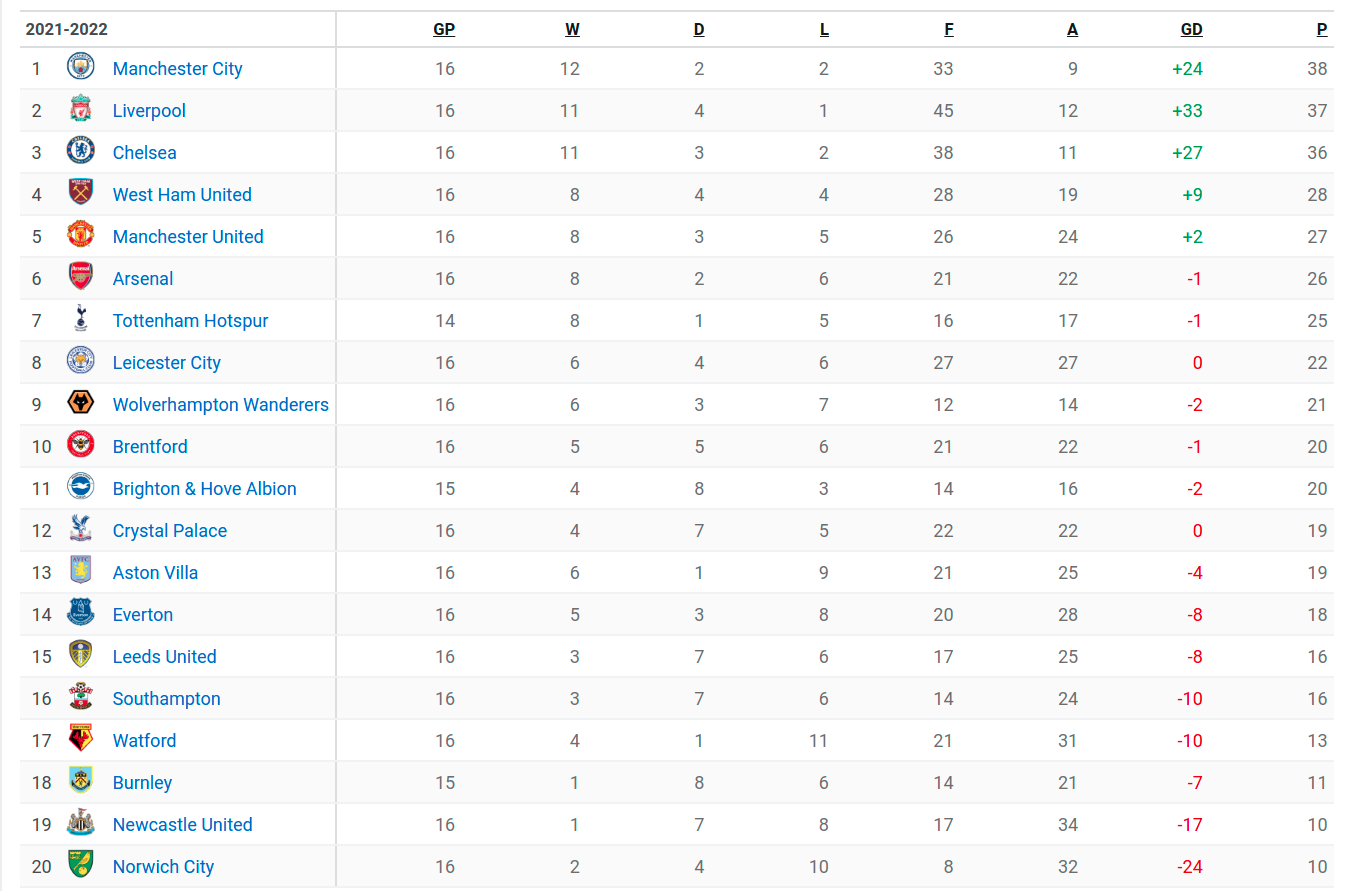 2021-2022 GP W D L F A GD P
1 Manchester City 16 12 2 2 33 9 +24 38
2 Liverpool 16 11 4 1 45 12 +33 37
3 Chelsea 16 11 3 2 38 11 +27 36
4 West Ham United 16 8 4 4 28 19 +9 28
5 Manchester United 16 8 3 5 26 24 +2 27
6 Arsenal 16 8 2 6 21 22 -1 26
7 Tottenham Hotspur 14 8 1 5 16 17 -1 25
8 Leicester City 16 6 4 6 27 27 0 22
9 Wolverhampton Wanderers 16 6 3 7 12 14 -2 21
10 Brentford 16 5 5 6 21 22 -1 20
11 Brighton & Hove Albion 15 4 8 3 14 16 -2 20
12 Crystal Palace 16 4 7 5 22 22 0 19
13 Aston Villa 16 6 1 9 21 25 -4 19
14 Everton 16 5 3 8 20 28 -8 18
15 Leeds United 16 3 7 6 17 25 -8 16
16 Southampton 16 3 7 6 14 24 -10 16
17 Watford 16 4 1 11 21 31 -10 13
18 Burnley 15 1 8 6 14 21 -7 11
19 Newcastle United 16 1 7 8 17 34 -17 10
20 Norwich City 16 2 4 10 8 32 -24 10